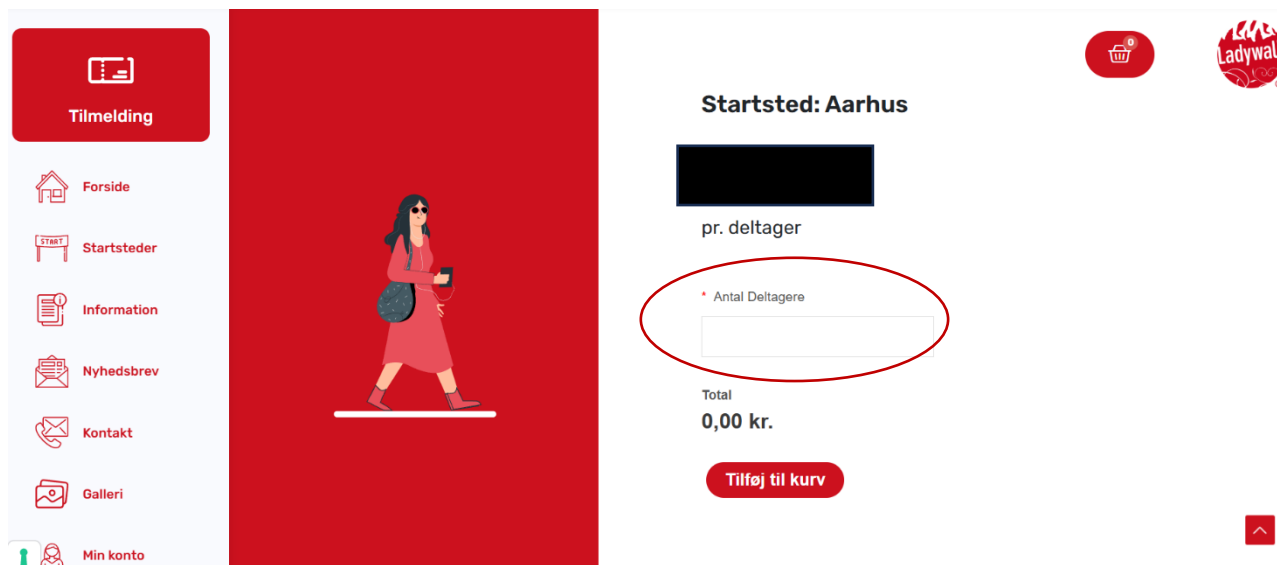 Tilmelding
Forside
START
Startsteder
Information
Nyhedsbrev
Kontakt
Galleri
Min konto
0
Startsted: Aarhus
pr. deltager
* Antal Deltagere
Total
0,00 kr.
Tilføj til kurv